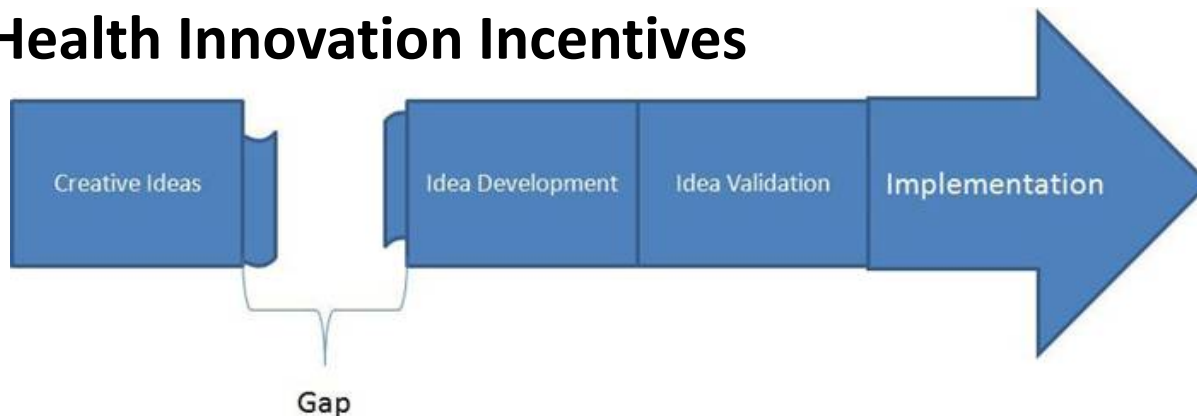 Health Innovation Incentives
Creative Ideas
Idea Development
Idea Validation
Implementation
Gap